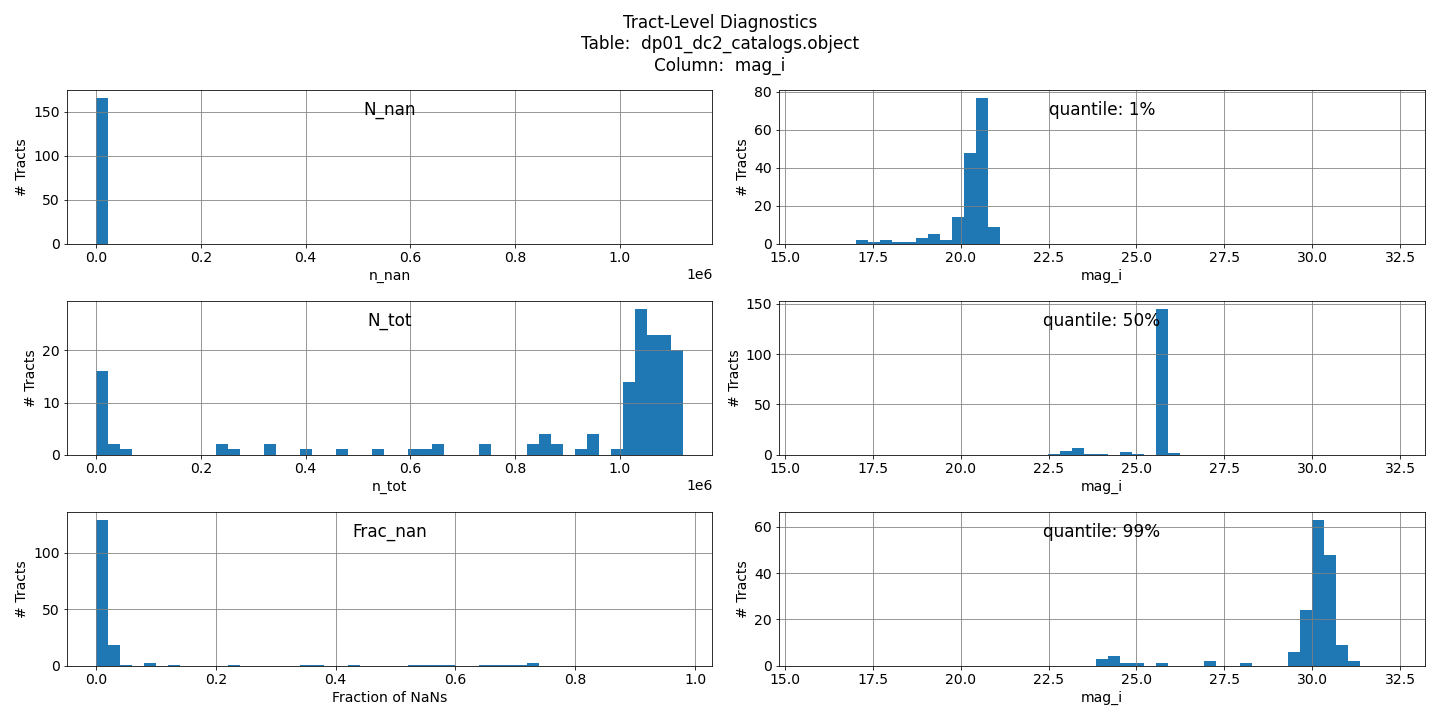 Tract-Level Diagnostics
Table: dp01_dc2_catalogs.object
Column: mag_i
N_nan
# Tracts
150
100
50
0
0.0 0.2 0.4 0.6 0.8 1.0
1e6
n_nan
quantile: 1%
# Tracts
80
60
40
20
0
15.0 17.5 20.0 22.5 25.0 27.5 30.0 32.5
mag_i
N_tot
# Tracts
20
10
0
0.0 0.2 0.4 0.6 0.8 1.0
1e6
n_tot
quantile: 50%
# Tracts
150
100
50
0
15.0 17.5 20.0 22.5 25.0 27.5 30.0 32.5
mag_i
Frac_nan
# Tracts
100
50
0
0.0 0.2 0.4 0.6 0.8 1.0
Fraction of NaNs
quantile: 99%
# Tracts
60
40
20
0
15.0 17.5 20.0 22.5 25.0 27.5 30.0 32.5
mag_i